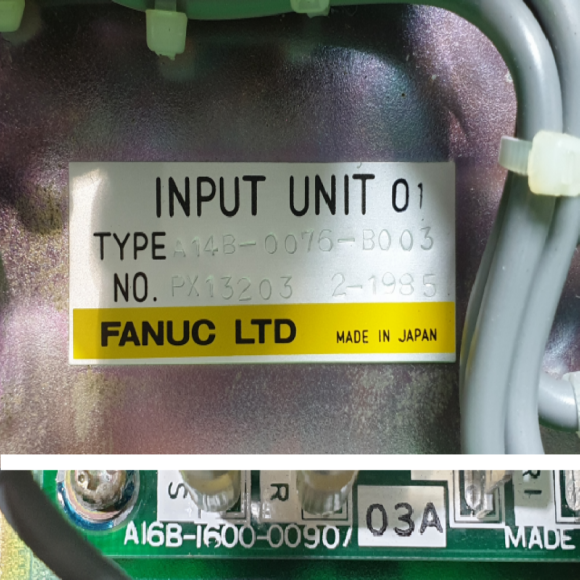 INPUT UNIT 01
TYPE A14B-0076-B003
NO. PX13203 2-1985
FANUC LTD MADE IN JAPAN
S R RI
A16B-1600-0090/ 03A MADE